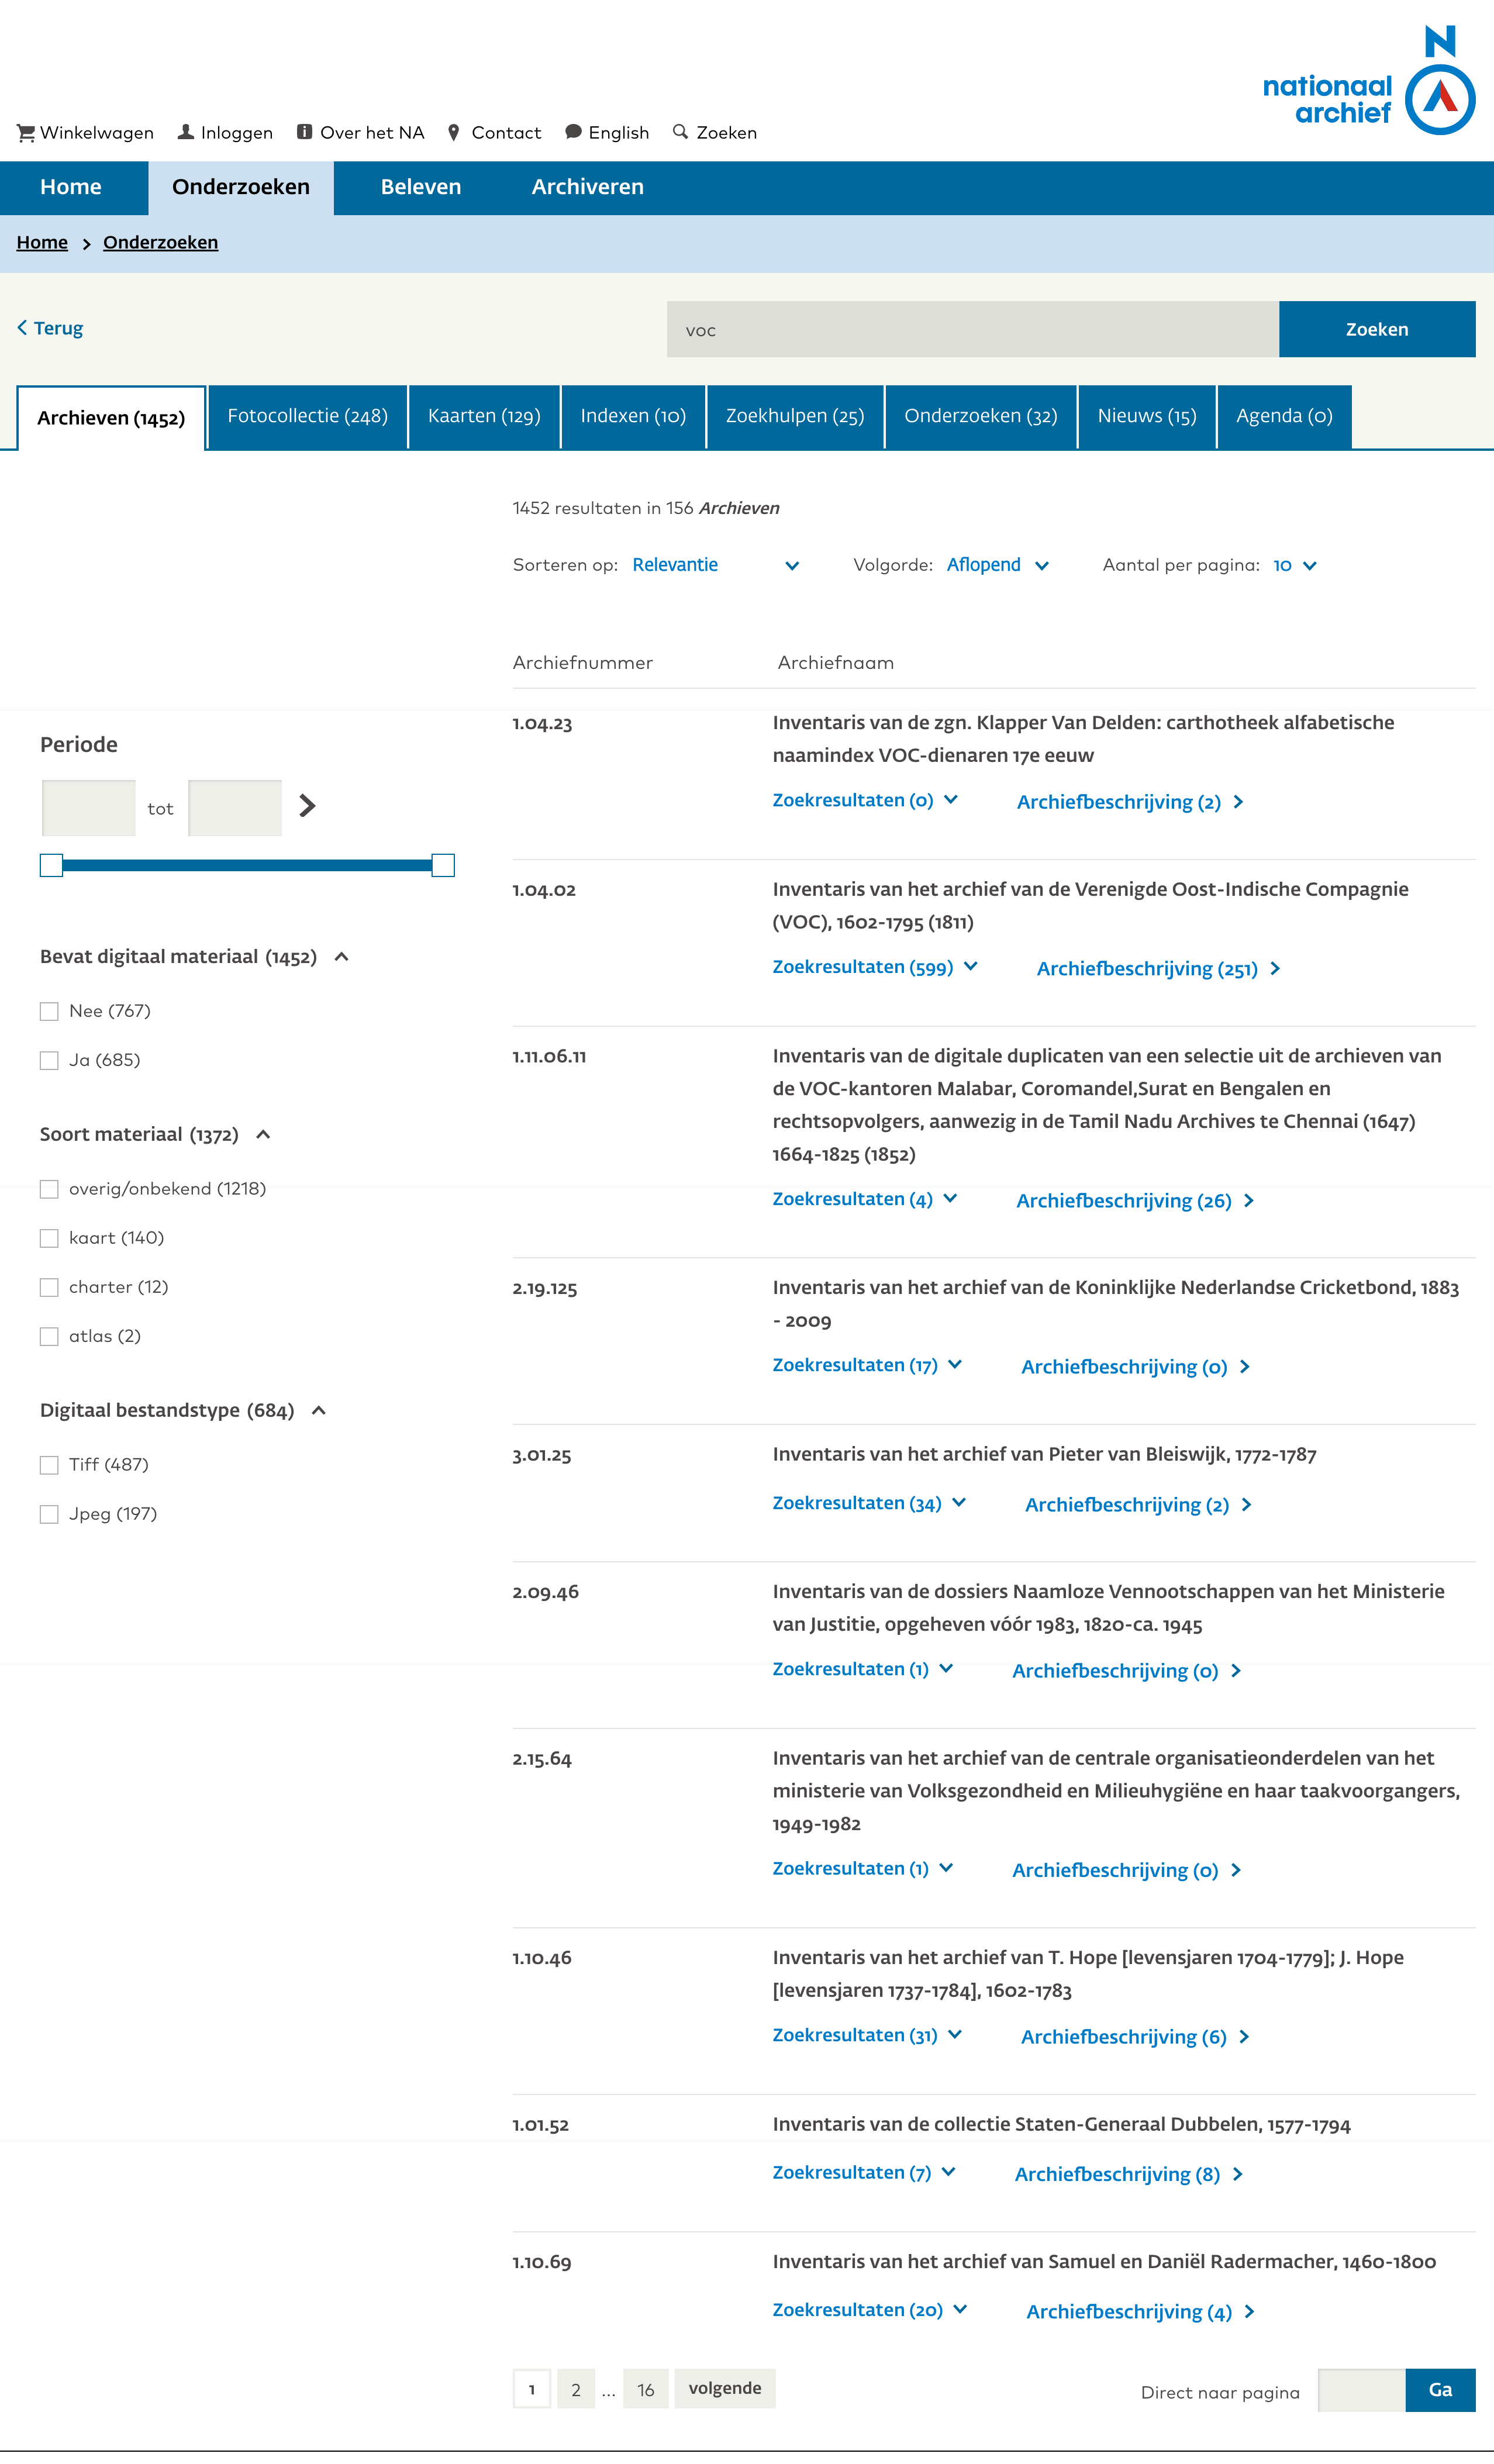 N
nationaal
archief
Winkelwagen Inloggen Over het NA Contact English Zoeken
Home Onderzoeken Beleven Archiveren
Home > Onderzoeken
< Terug
voc
Zoeken
Archieven (1452) Fotocollectie (248) Kaarten (129) Indexen (10) Zoekhulpen (25) Onderzoeken (32) Nieuws (15) Agenda (0)
1452 resultaten in 156 Archieven
Sorteren op: Relevantie Volgorde: Aflopend Aantal per pagina: 10
Archiefnummer Archiefnaam
Periode
tot
Bevat digitaal materiaal (1452)
Nee (767)
Ja (685)
Soort materiaal (1372)
overig/onbekend (1218)
kaart (140)
charter (12)
atlas (2)
Digitaal bestandstype (684)
Tiff (487)
Jpeg (197)
1.04.23 Inventaris van de zgn. Klapper Van Delden: carthotheek alfabetische
naamindex VOC-dienaren 17e eeuw
Zoekresultaten (0) Archiefbeschrijving (2)
1.04.02 Inventaris van het archief van de Verenigde Oost-Indische Compagnie
(VOC), 1602-1795 (1811)
Zoekresultaten (599) Archiefbeschrijving (251)
1.11.06.11 Inventaris van de digitale duplicaten van een selectie uit de archieven van
de VOC-kantoren Malabar, Coromandel,Surat en Bengalen en
rechtsopvolgers, aanwezig in de Tamil Nadu Archives te Chennai (1647)
1664-1825 (1852)
Zoekresultaten (4) Archiefbeschrijving (26)
2.19.125 Inventaris van het archief van de Koninklijke Nederlandse Cricketbond, 1883
- 2009
Zoekresultaten (17) Archiefbeschrijving (0)
3.01.25 Inventaris van het archief van Pieter van Bleiswijk, 1772-1787
Zoekresultaten (34) Archiefbeschrijving (2)
2.09.46 Inventaris van de dossiers Naamloze Vennootschappen van het Ministerie
van Justitie, opgeheven vóór 1983, 1820-ca. 1945
Zoekresultaten (1) Archiefbeschrijving (0)
2.15.64 Inventaris van het archief van de centrale organisatieonderdelen van het
ministerie van Volksgezondheid en Milieuhygiëne en haar taakvoorgangers,
1949-1982
Zoekresultaten (1) Archiefbeschrijving (0)
1.10.46 Inventaris van het archief van T. Hope [levensjaren 1704-1779]; J. Hope
[levensjaren 1737-1784], 1602-1783
Zoekresultaten (31) Archiefbeschrijving (6)
1.01.52 Inventaris van de collectie Staten-Generaal Dubbelen, 1577-1794
Zoekresultaten (7) Archiefbeschrijving (8)
1.10.69 Inventaris van het archief van Samuel en Daniël Radermacher, 1460-1800
Zoekresultaten (20) Archiefbeschrijving (4)
1 2 ... 16 volgende Direct naar pagina Ga